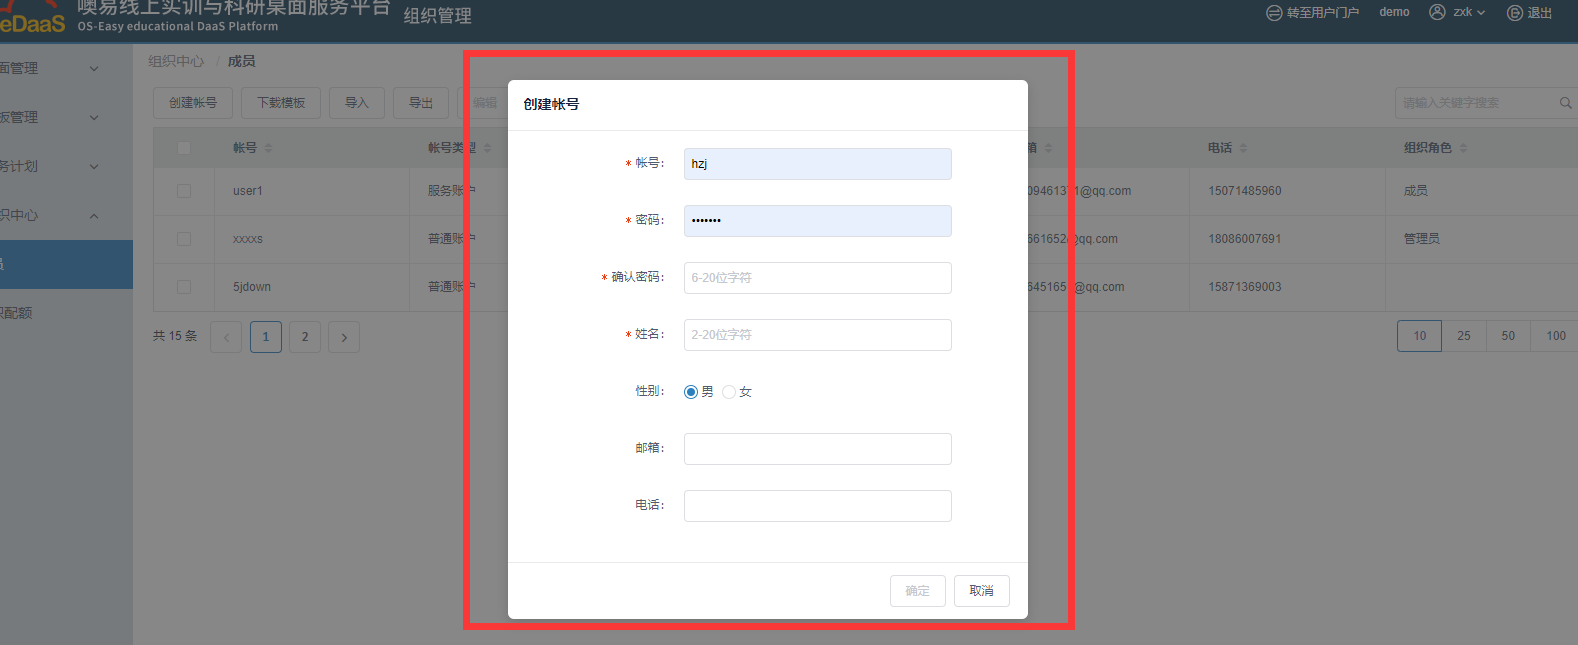 噢易线上实训与科研桌面服务平台
eDaaS
OS-Easy educational DaaS Platform
组织管理
转至用户门户 demo zxk 退出
面管理
板管理
务计划
织中心
员
织配额
组织中心 / 成员
创建帐号 下载模板 导入 导出 编辑
请输入关键字搜索
帐号 帐号类型 箱 电话 组织角色
user1 服务账户 @qq.com 15071485960 成员
xxxxs 普通账户 qq.com 18086007691 管理员
5jdown 普通账户 @qq.com 15871369003
共 15 条 < 1 2 >
10 25 50 100
创建帐号
* 帐号: hzj
* 密码: •••••••
* 确认密码: 6-20位字符
* 姓名: 2-20位字符
性别: 男 女
邮箱:
电话:
确定 取消